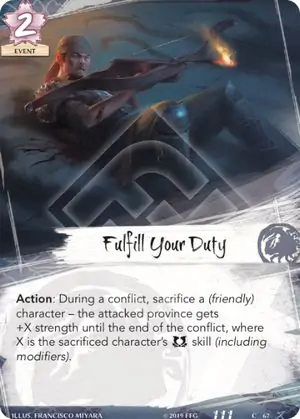 2
EVENT
Fulfill Your Duty
Action: During a conflict, sacrifice a (friendly)
character – the attacked province gets
+X strength until the end of the conflict, where
X is the sacrificed character's skill (including
modifiers).
ILLUS. FRANCISCO MIYARA © 2019 FFG 111 C 67